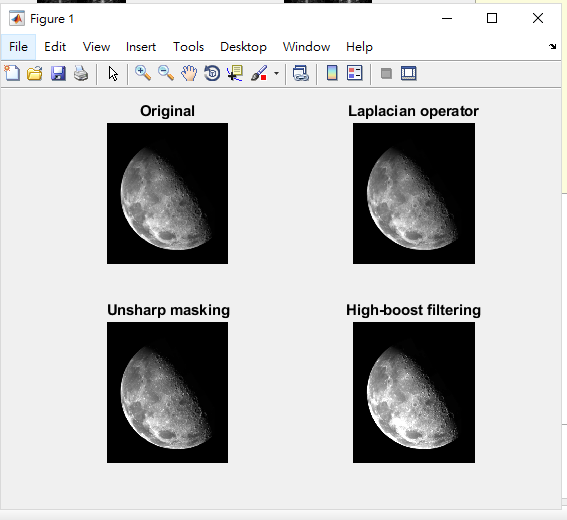 Figure 1
File Edit View Insert Tools Desktop Window Help
Original Laplacian operator
Unsharp masking High-boost filtering